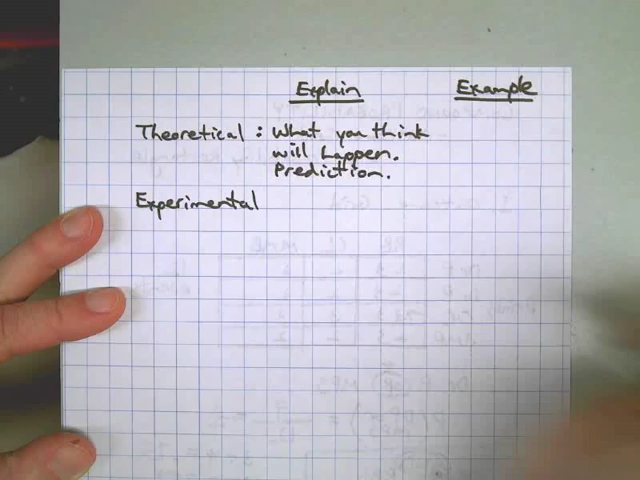 Explain Example
Theoretical : What you think
will happen.
Prediction.
Experimental